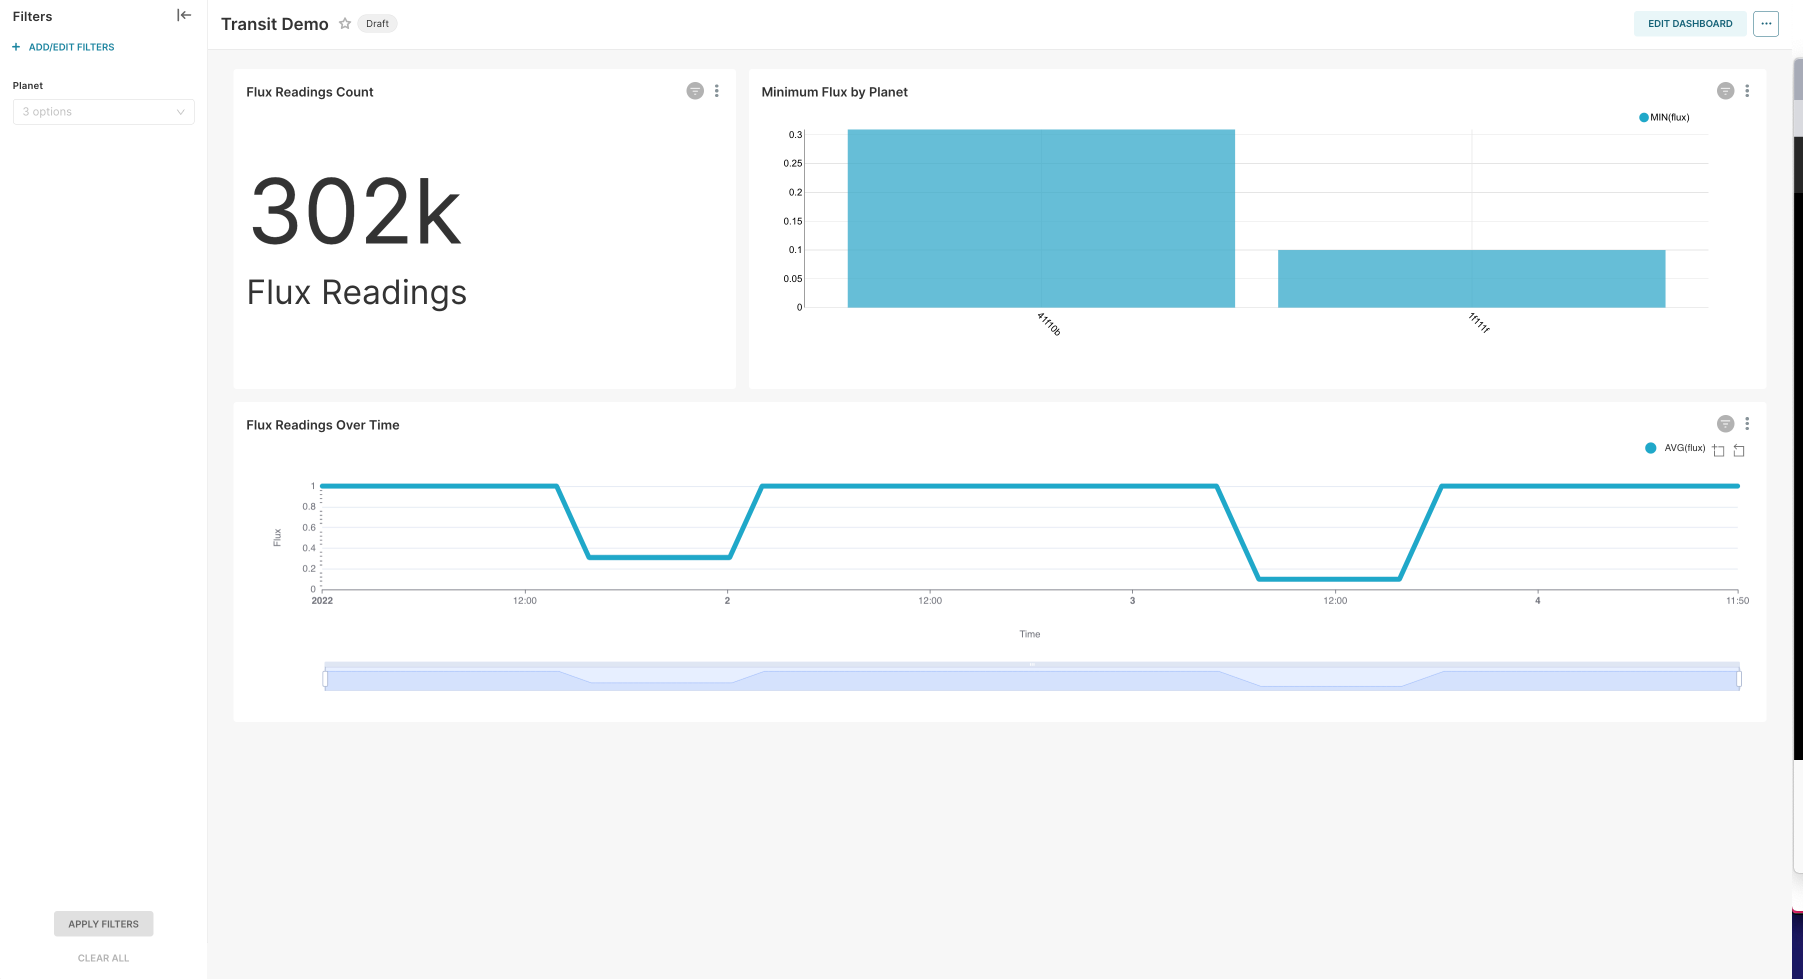 Filters
+ ADD/EDIT FILTERS
Planet
3 options
APPLY FILTERS
CLEAR ALL
Transit Demo
Draft
EDIT DASHBOARD
Flux Readings Count
302k
Flux Readings
Minimum Flux by Planet
MIN(flux)
0.3
0.25
0.2
0.15
0.1
0.05
0
41f10b
1f111f
Flux Readings Over Time
AVG(flux)
Flux
1
0.8
0.6
0.4
0.2
0
2022 12:00 2 12:00 3 12:00 4 11:50
Time